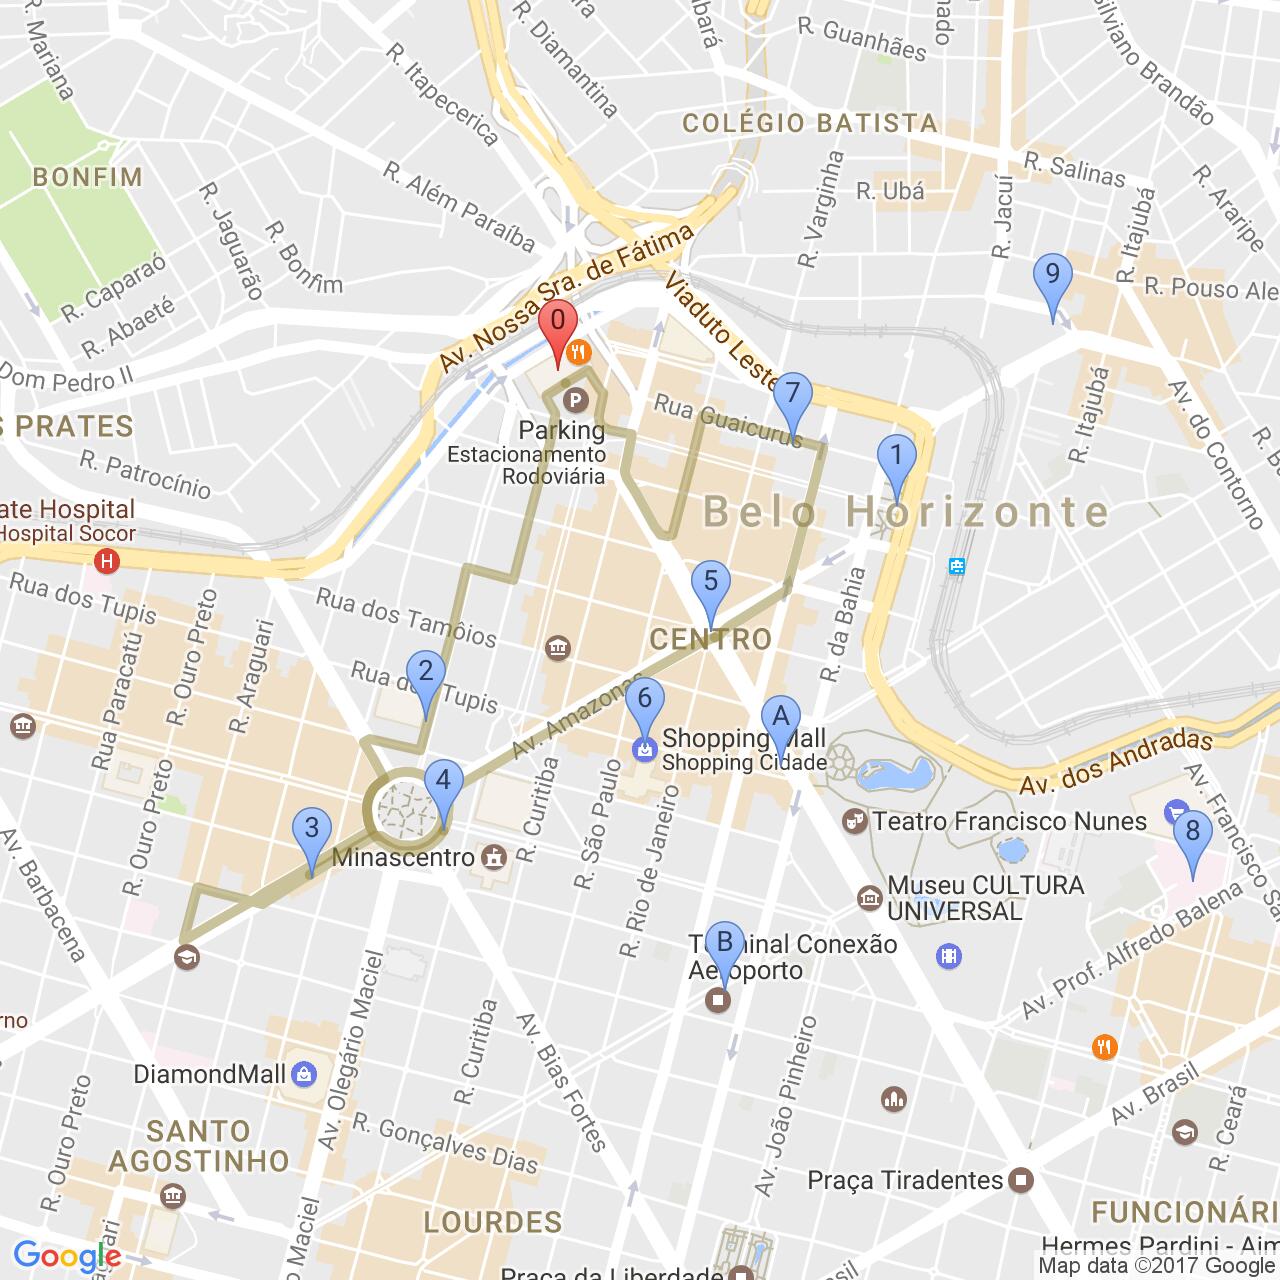 R. Mariana
R. Itapecerica
R. Diamantina
R. Guanhães
Silviano Brandão
COLÉGIO BATISTA
R. Salinas
R. Araripe
BONFIM
R. Além Paraíba
R. Ubá
R. Varginha
R. Jacuí
R. Itajubá
R. Jaguarão
R. Bonfim
R. Caparaó
R. Abaeté
Av. Nossa Sra. de Fátima
Viaduto Leste
R. Pouso Ale
9
0
Dom Pedro II
S PRATES
R. Patrocínio
P
Parking
Estacionamento
Rodoviária
Rua Guaicurus
7
1
R. Itajubá
Av. do Contorno
Belo Horizonte
ate Hospital
Hospital Socor
H
Rua dos Tupis
Rua dos Tamôios
5
CENTRO
R. da Bahia
Rua Paracatú
R. Ouro Preto
R. Araguari
2
Rua dos Tupis
Av. Amazonas
6
A
Shopping Mall
Shopping Cidade
Av. dos Andradas
4
3
R. Ouro Preto
Minascentro
R. Curitiba
R. São Paulo
R. Rio de Janeiro
Teatro Francisco Nunes
8
Av. Francisco Sa
Museu CULTURA
UNIVERSAL
Av. Barbacena
B
Terminal Conexão
Aeroporto
Av. Prof. Alfredo Balena
rno
Av. Olegário Maciel
R. Curitiba
Av. Bias Fortes
Av. João Pinheiro
DiamondMall
Av. Brasil
R. Ceará
R. Ouro Preto
SANTO
AGOSTINHO
R. Gonçalves Dias
Praça Tiradentes
LOURDES
FUNCIONÁRI
Maciel
Hermes Pardini - Aim
Google
Praça da Liberdade
Map data ©2017 Google